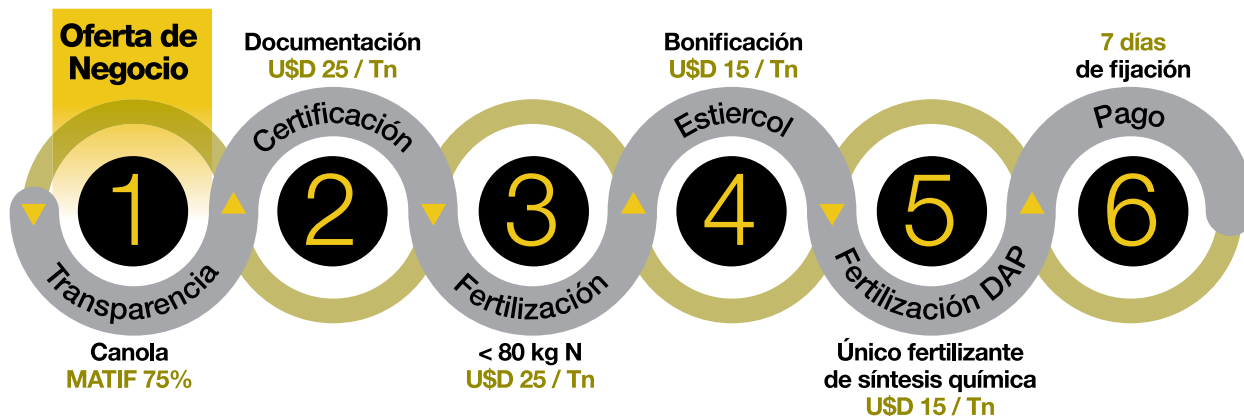 Oferta de
Negocio
1
Transparencia
Canola
MATIF 75%
Documentación
U$D 25 / Tn
Certificación
2
3
Fertilización
< 80 kg N
U$D 25 / Tn
Bonificación
U$D 15 / Tn
Estiercol
4
5
Fertilización DAP
Único fertilizante
de síntesis química
U$D 15 / Tn
7 días
de fijación
Pago
6